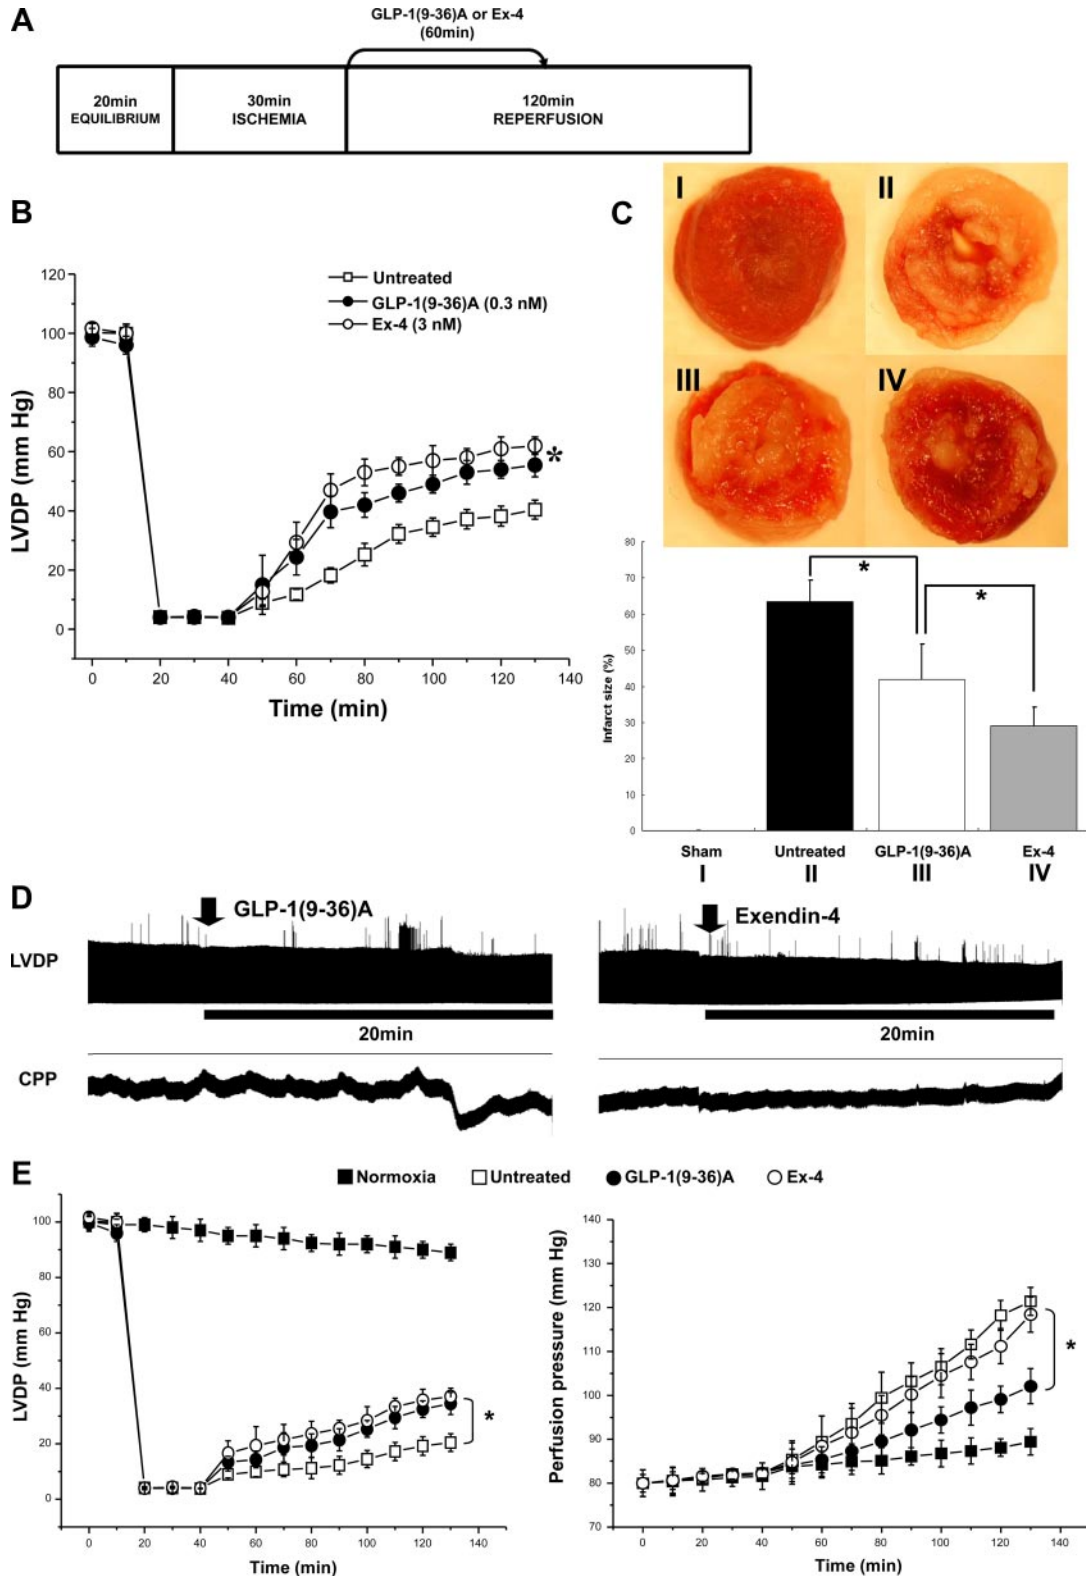 A
GLP-1(9-36)A or Ex-4
(60min)
20min
EQUILIBRIUM
30min
ISCHEMIA
120min
REPERFUSION
B
Untreated
GLP-1(9-36)A (0.3 nM)
Ex-4 (3 nM)
LVDP (mm Hg)
120
100
80
60
40
20
0
*
0 20 40 60 80 100 120 140
Time (min)
C
I
II
III
IV
Infarct size (%)
80
70
60
50
40
30
20
10
0
*
*
Sham Untreated GLP-1(9-36)A Ex-4
I II III IV
D
GLP-1(9-36)A
Exendin-4
LVDP
20min
20min
CPP
E
Normoxia Untreated GLP-1(9-36)A Ex-4
LVDP (mm Hg)
100
80
60
40
20
0
*
0 20 40 60 80 100 120 140
Time (min)
Perfusion pressure (mm Hg)
140
130
120
110
100
90
80
70
*
0 20 40 60 80 100 120 140
Time (min)